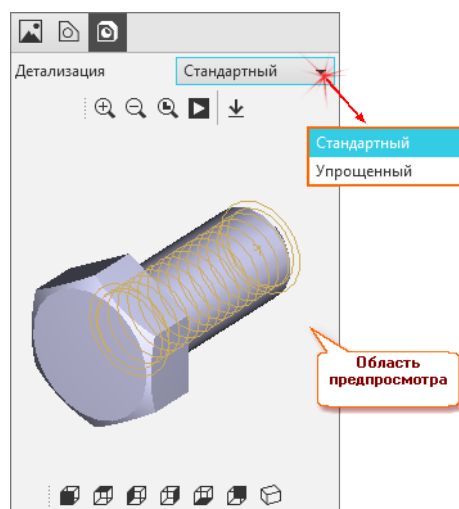 Детализация Стандартный
Стандартный
Упрощенный
Область
предпросмотра